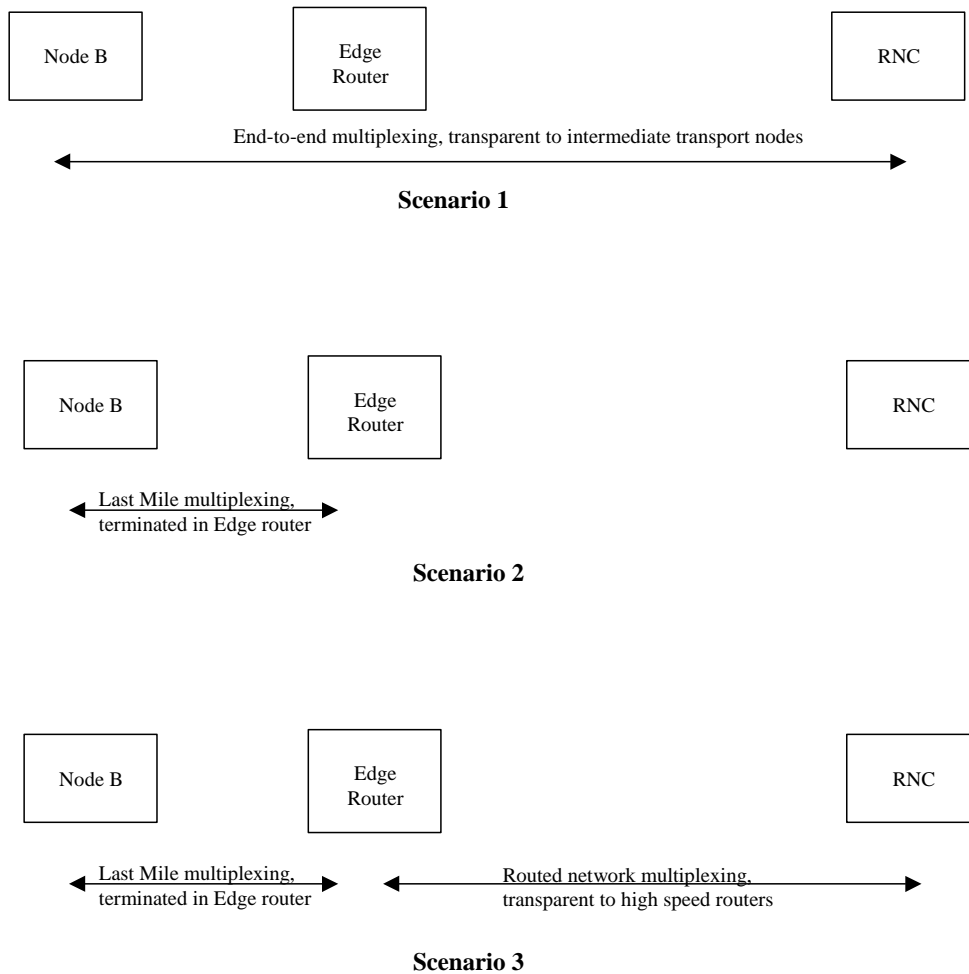 Node B
Edge
Router
RNC
End-to-end multiplexing, transparent to intermediate transport nodes
Scenario 1
Node B
Edge
Router
RNC
Last Mile multiplexing,
terminated in Edge router
Scenario 2
Node B
Edge
Router
RNC
Last Mile multiplexing,
terminated in Edge router
Routed network multiplexing,
transparent to high speed routers
Scenario 3